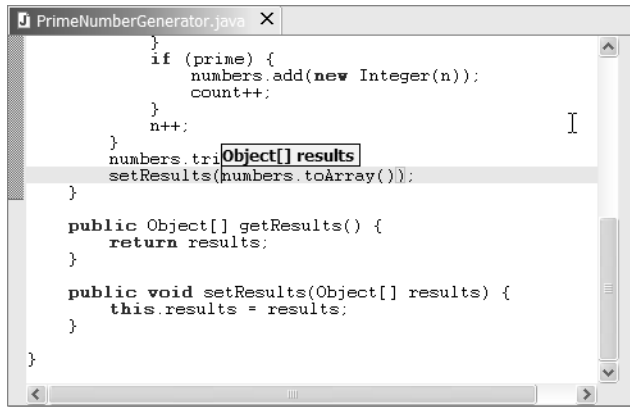 PrimeNumberGenerator.java
}
if (prime) {
numbers.add(new Integer(n));
count++;
}
n++;
}
numbers.tri
Object[] results
setResults(numbers.toArray());
}
public Object[] getResults() {
return results;
}
public void setResults(Object[] results) {
this.results = results;
}
}